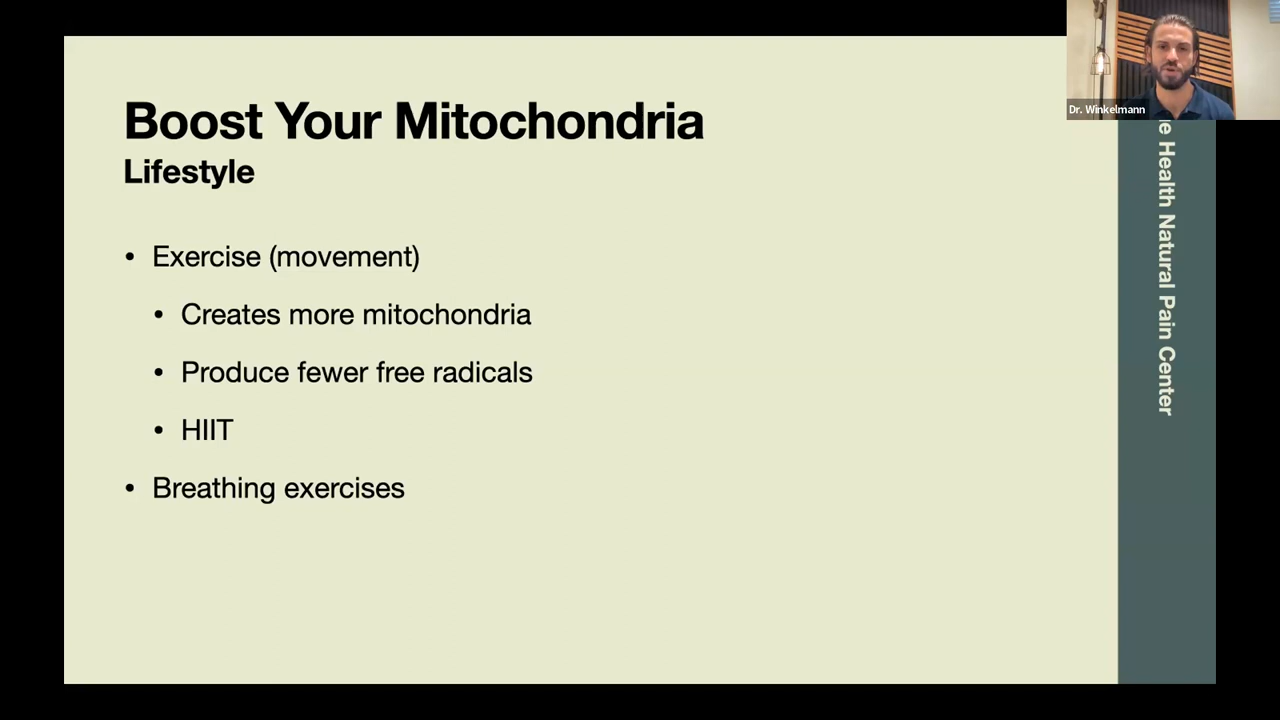 Boost Your Mitochondria
Lifestyle
• Exercise (movement)
• Creates more mitochondria
• Produce fewer free radicals
• HIIT
• Breathing exercises
Dr. Winkelmann
Health Natural Pain Center